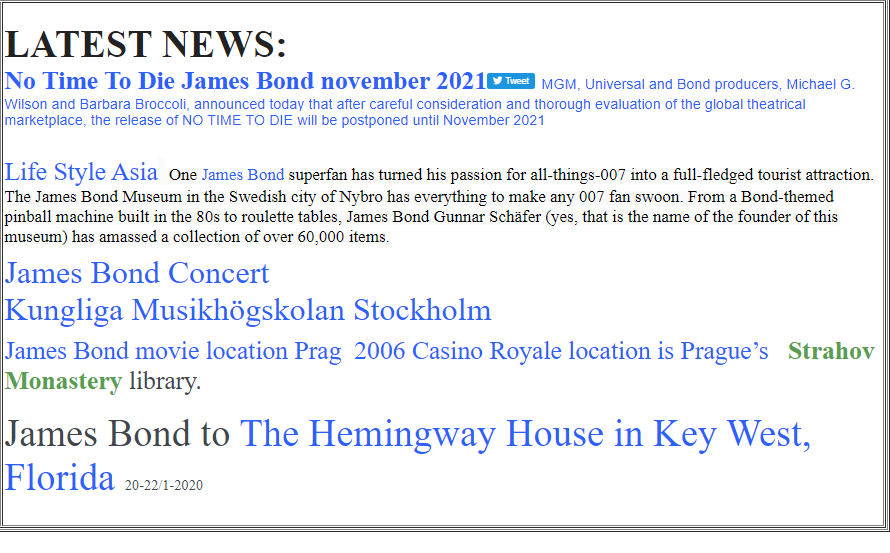 LATEST NEWS:
No Time To Die James Bond november 2021 Tweet MGM, Universal and Bond producers, Michael G.
Wilson and Barbara Broccoli, announced today that after careful consideration and thorough evaluation of the global theatrical
marketplace, the release of NO TIME TO DIE will be postponed until November 2021
Life Style Asia One James Bond superfan has turned his passion for all-things-007 into a full-fledged tourist attraction.
The James Bond Museum in the Swedish city of Nybro has everything to make any 007 fan swoon. From a Bond-themed
pinball machine built in the 80s to roulette tables, James Bond Gunnar Schäfer (yes, that is the name of the founder of this
museum) has amassed a collection of over 60,000 items.
James Bond Concert
Kungliga Musikhögskolan Stockholm
James Bond movie location Prag 2006 Casino Royale location is Prague’s Strahov
Monastery library.
James Bond to The Hemingway House in Key West,
Florida 20-22/1-2020